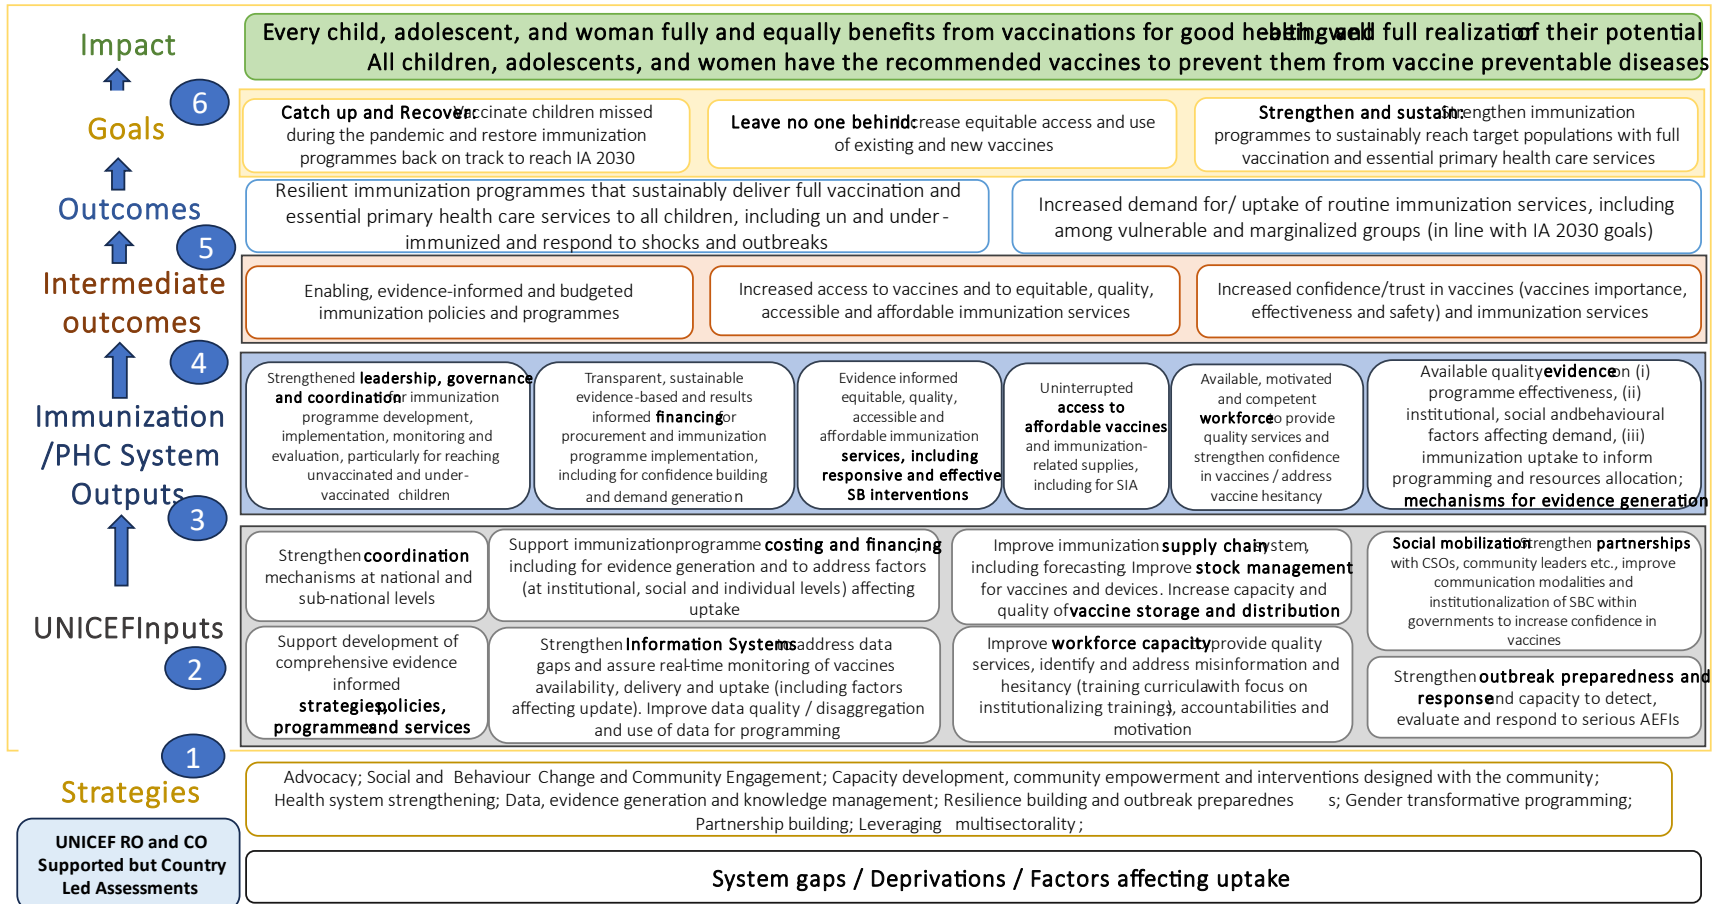 Impact
Every child, adolescent, and woman fully and equally benefits from vaccinations for good health, well-being and full realization of their potential
All children, adolescents, and women have the recommended vaccines to prevent them from vaccine preventable diseases
6
Goals
Catch up and Recover: Vaccinate children missed
during the pandemic and restore immunization
programmes back on track to reach IA 2030
Leave no one behind: Increase equitable access and use
of existing and new vaccines
Strengthen and sustain: Strengthen immunization
programmes to sustainably reach target populations with full
vaccination and essential primary health care services
Outcomes
Resilient immunization programmes that sustainably deliver full vaccination and
essential primary health care services to all children, including un and under-
immunized and respond to shocks and outbreaks
Increased demand for/ uptake of routine immunization services, including
among vulnerable and marginalized groups (in line with IA 2030 goals)
5
Intermediate
outcomes
Enabling, evidence-informed and budgeted
immunization policies and programmes
Increased access to vaccines and to equitable, quality,
accessible and affordable immunization services
Increased confidence/trust in vaccines (vaccines importance,
effectiveness and safety) and immunization services
4
Immunization
/PHC System
Outputs
Strengthened leadership, governance
and coordination for immunization
programme development,
implementation, monitoring and
evaluation, particularly for reaching
unvaccinated and under-
vaccinated children
Transparent, sustainable
evidence-based and results
informed financing for
procurement and immunization
programme implementation,
including for confidence building
and demand generation
Evidence informed
equitable, quality,
accessible and
affordable immunization
services, including
responsive and effective
SB interventions
Uninterrupted
access to
affordable vaccines
and immunization-
related supplies,
including for SIA
Available, motivated
and competent
workforce to provide
quality services and
strengthen confidence
in vaccines / address
vaccine hesitancy
Available quality evidence on (i)
programme effectiveness, (ii)
institutional, social and behavioural
factors affecting demand, (iii)
immunization uptake to inform
programming and resources allocation;
mechanisms for evidence generation
3
UNICEF Inputs
Strengthen coordination
mechanisms at national and
sub-national levels
Support immunization programme costing and financing,
including for evidence generation and to address factors
(at institutional, social and individual levels) affecting
uptake
Improve immunization supply chain system,
including forecasting. Improve stock management
for vaccines and devices. Increase capacity and
quality of vaccine storage and distribution
Social mobilization: Strengthen partnerships
with CSOs, community leaders etc., improve
communication modalities and
institutionalization of SBC within
governments to increase confidence in
vaccines
2
Support development of
comprehensive evidence
informed
strategies, policies,
programmes and services
Strengthen Information Systems to address data
gaps and assure real-time monitoring of vaccines
availability, delivery and uptake (including factors
affecting update). Improve data quality / disaggregation
and use of data for programming
Improve workforce capacity to provide quality
services, identify and address misinformation and
hesitancy (training curricula with focus on
institutionalizing trainings), accountabilities and
motivation
Strengthen outbreak preparedness and
response and capacity to detect,
evaluate and respond to serious AEFIs
1
Strategies
Advocacy; Social and Behaviour Change and Community Engagement; Capacity development, community empowerment and interventions designed with the community;
Health system strengthening; Data, evidence generation and knowledge management; Resilience building and outbreak preparedness; Gender transformative programming;
Partnership building; Leveraging multisectorality;
UNICEF RO and CO
Supported but Country
Led Assessments
System gaps / Deprivations / Factors affecting uptake